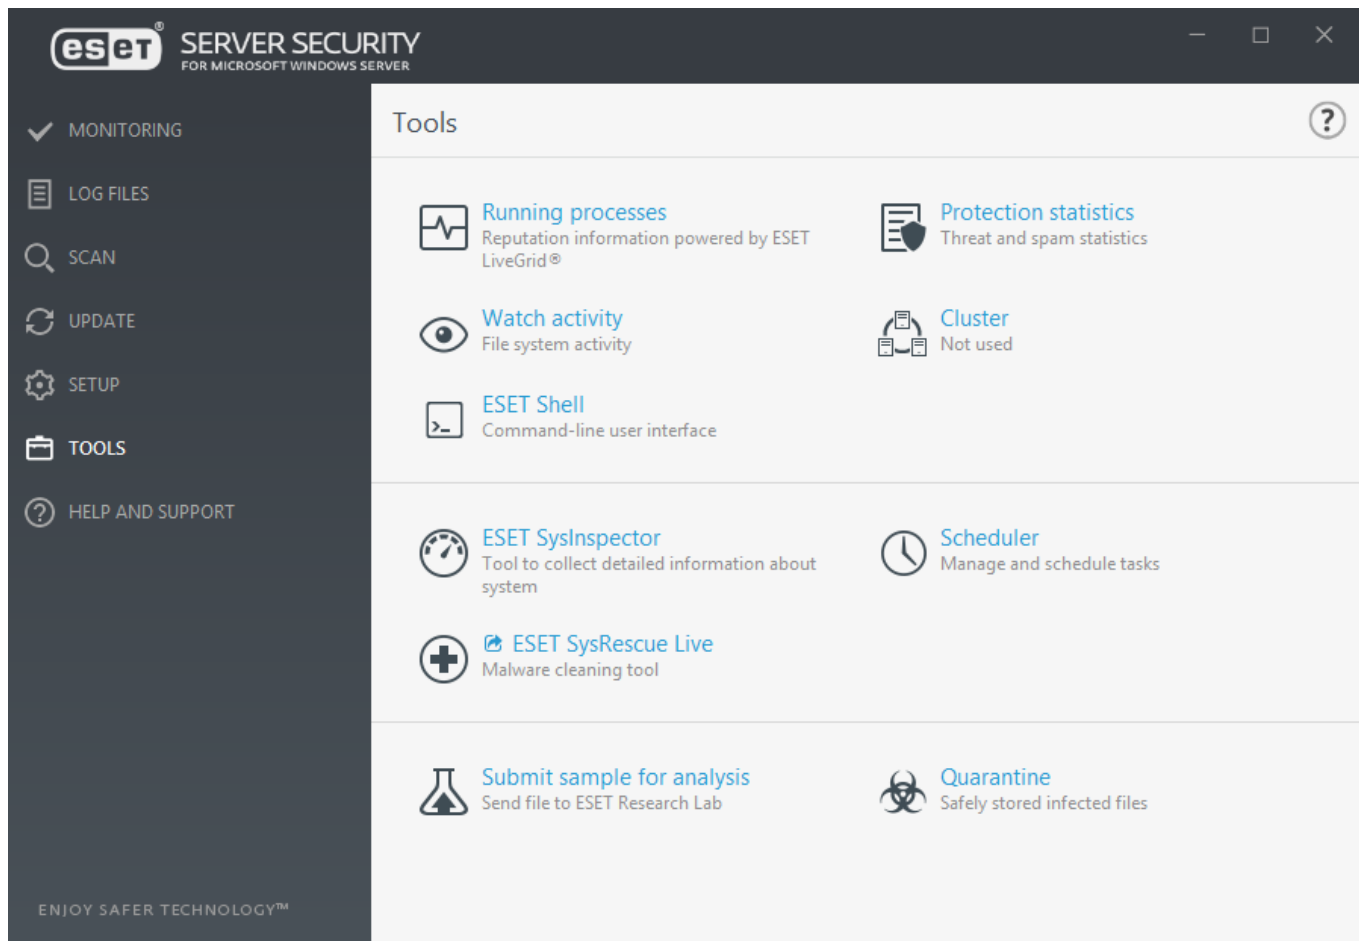 eset® SERVER SECURITY
FOR MICROSOFT WINDOWS SERVER
MONITORING
LOG FILES
SCAN
UPDATE
SETUP
TOOLS
HELP AND SUPPORT
ENJOY SAFER TECHNOLOGY™
Tools
?
Running processes
Reputation information powered by ESET
LiveGrid®
Protection statistics
Threat and spam statistics
Watch activity
File system activity
Cluster
Not used
ESET Shell
Command-line user interface
ESET SysInspector
Tool to collect detailed information about
system
Scheduler
Manage and schedule tasks
ESET SysRescue Live
Malware cleaning tool
Submit sample for analysis
Send file to ESET Research Lab
Quarantine
Safely stored infected files